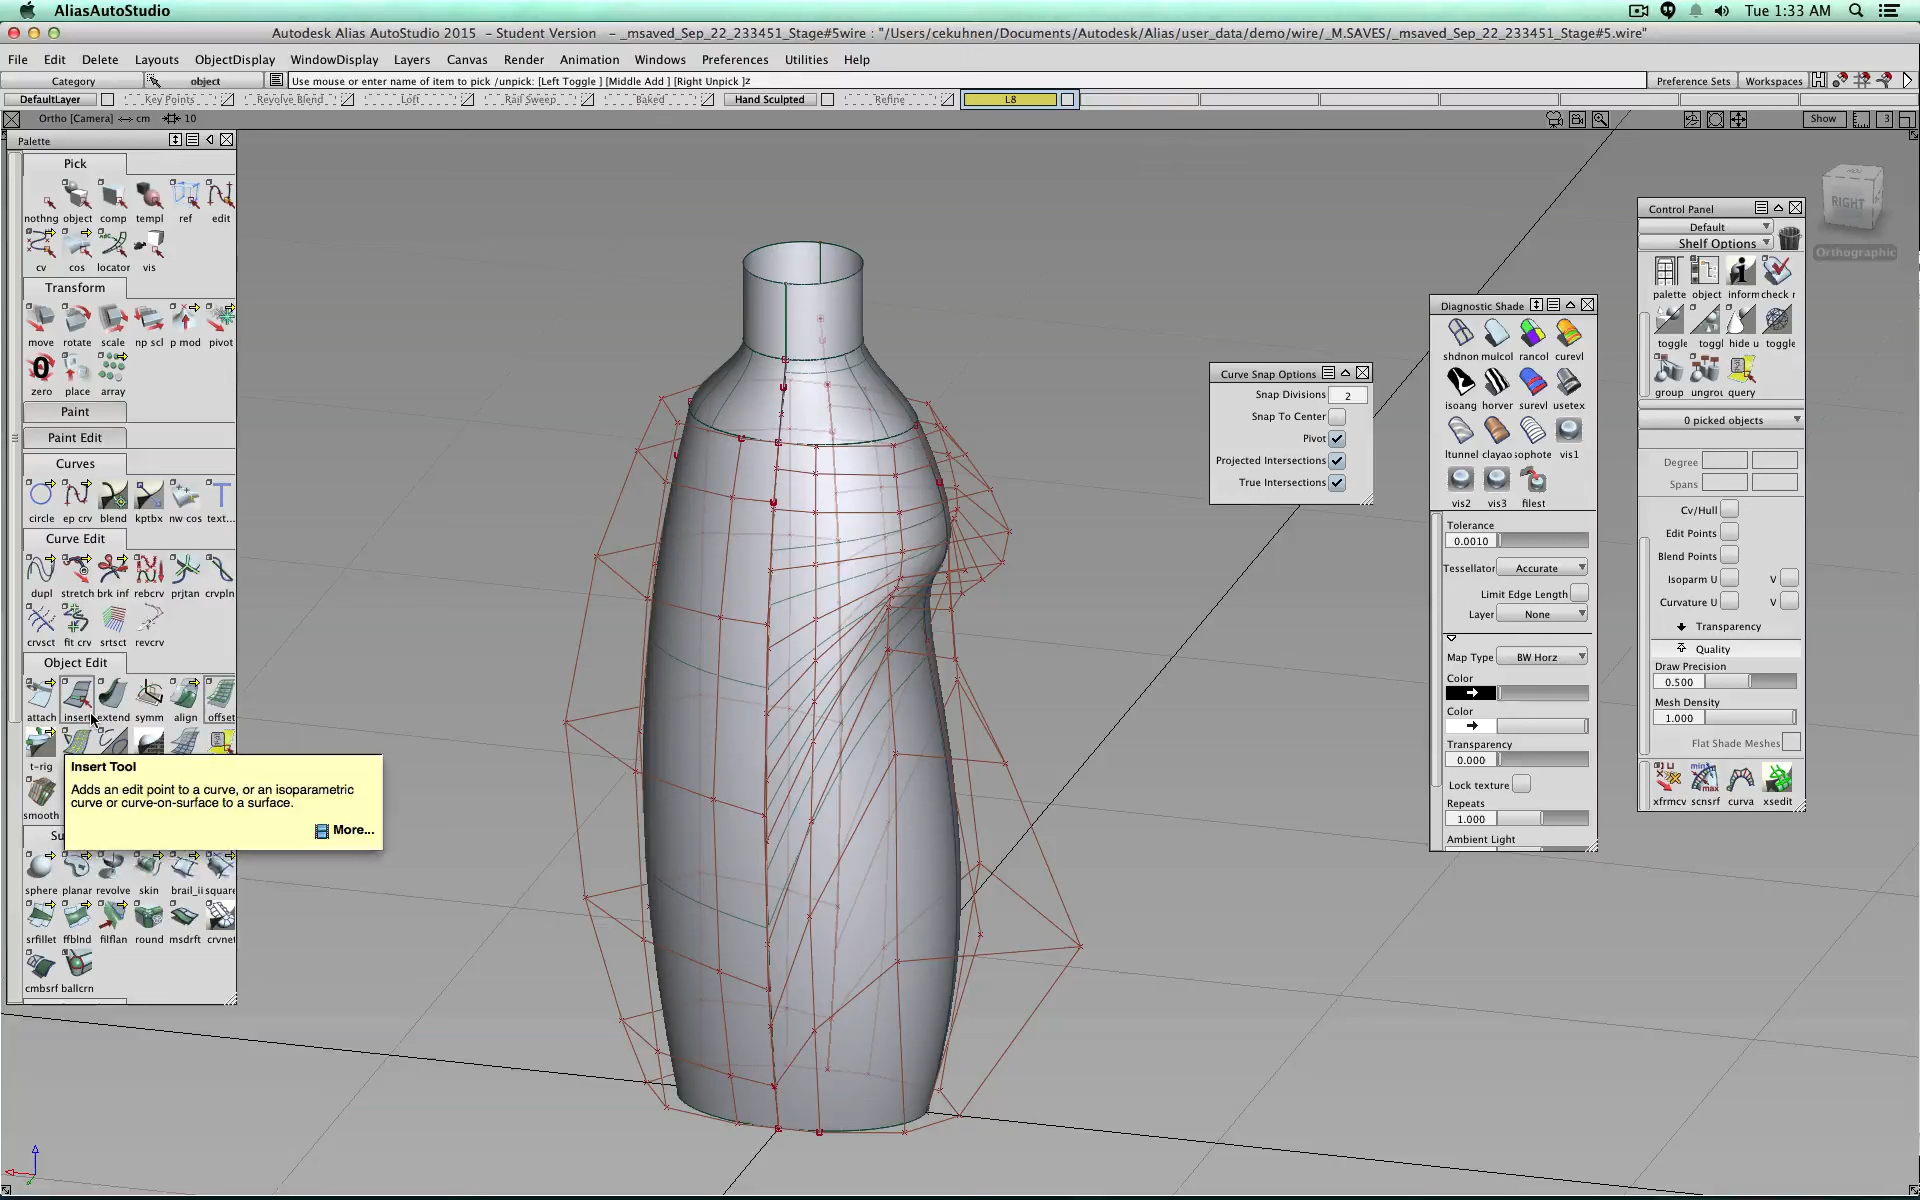 AliasAutoStudio
Tue 1:33 AM
Autodesk Alias AutoStudio 2015 - Student Version - _msaved_Sep_22_233451_Stage#5wire : "/Users/cekuhnen/Documents/Autodesk/Alias/user_data/demo/wire/_M.SAVES/_msaved_Sep_22_233451_Stage#5.wire"
File Edit Delete Layouts ObjectDisplay WindowDisplay Layers Canvas Render Animation Windows Preferences Utilities Help
Category object Use mouse or enter name of item to pick /unpick: [Left Toggle ] [Middle Add ] [Right Unpick ]z Preference Sets Workspaces
DefaultLayer Key Points Revolve Blend Loft Rail Sweep Baked Hand Sculpted Refine L8
Ortho [Camera] cm 10 Show 3
Palette
Pick
nothng object comp templ ref edit
cv cos locator vis
Transform
move rotate scale np scl p mod pivot
zero place array
Paint
Paint Edit
Curves
circle ep crv blend kptbx nw cos text...
Curve Edit
dupl stretch brk inf rebcrv prjtan crvpln
crvsct fit crv srtsct revcrv
Object Edit
attach insert extend symm align offset
t-rig
smooth
Insert Tool
Adds an edit point to a curve, or an isoparametric
curve or curve-on-surface to a surface.
More...
Su
sphere planar revolve skin brail_ii square
srfillet ffblnd filflan round msdrft crvnet
cmbsrf ballcrn
Curve Snap Options
Snap Divisions 2
Snap To Center
Pivot
Projected Intersections
True Intersections
Diagnostic Shade
shdnon mulcol rancol curevl
isoang horver surevl usetex
ltunnel clayao sophote vis1
vis2 vis3 filest
Tolerance
0.0010
Tessellator Accurate
Limit Edge Length
Layer None
Map Type BW Horz
Color
Color
Transparency
0.000
Lock texture
Repeats
1.000
Ambient Light
Control Panel
Default
Shelf Options
palette object inform check r
toggle toggl hide u toggle
group ungrou query
0 picked objects
Degree
Spans
Cv/Hull
Edit Points
Blend Points
Isoparm U V
Curvature U V
Transparency
Quality
Draw Precision
0.500
Mesh Density
1.000
Flat Shade Meshes
xfrmcv scnsrf curva xsedit
RIGHT
Orthographic